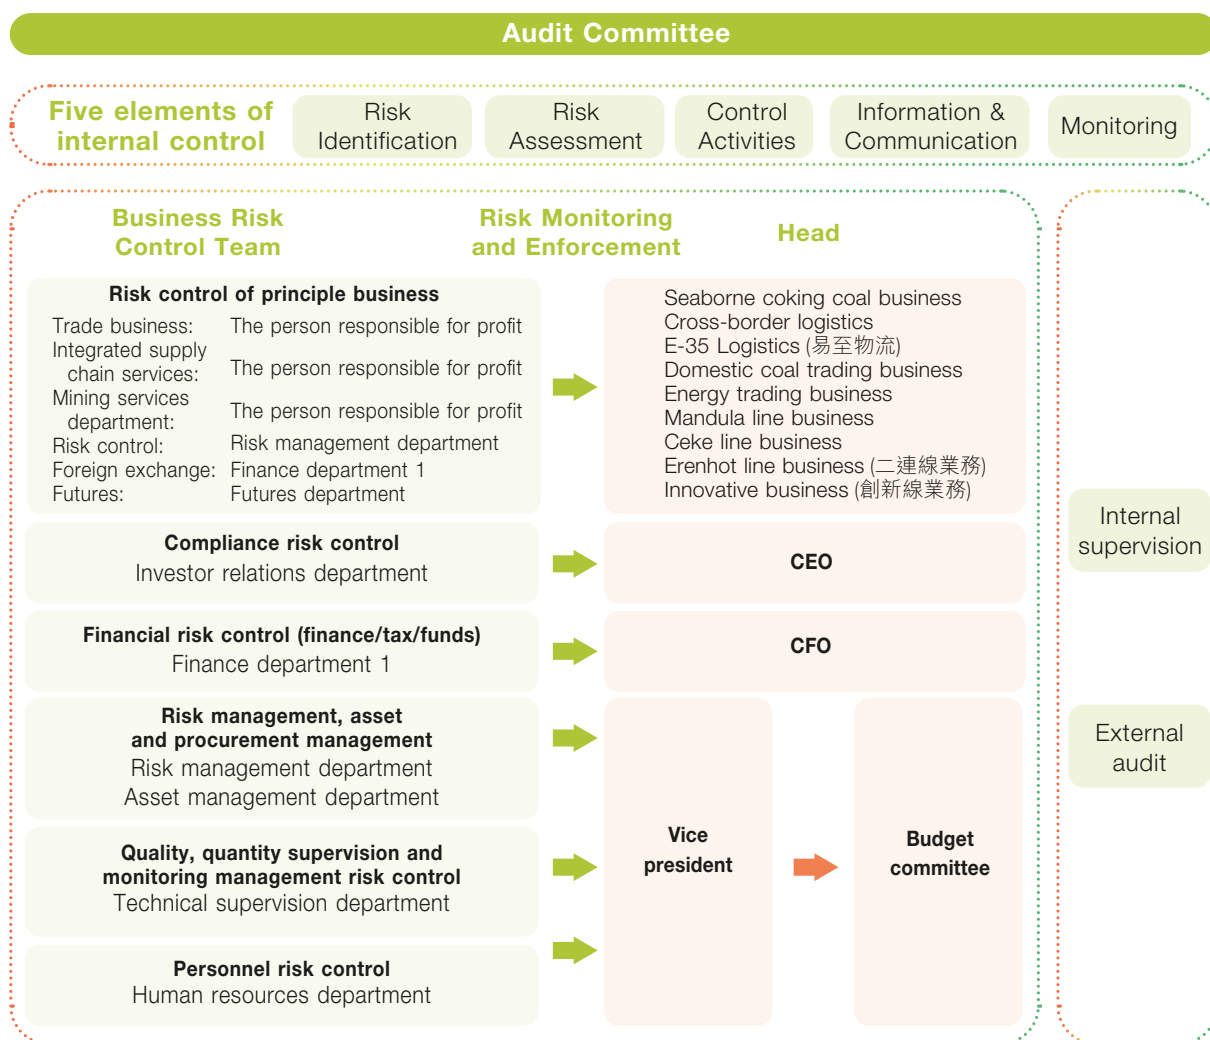 Audit Committee
Five elements of
internal control
Risk
Identification
Risk
Assessment
Control
Activities
Information &
Communication
Monitoring
Business Risk
Control Team
Risk Monitoring
and Enforcement
Head
Risk control of principle business
Trade business: The person responsible for profit
Integrated supply
chain services: The person responsible for profit
Mining services
department: The person responsible for profit
Risk control: Risk management department
Foreign exchange: Finance department 1
Futures: Futures department
Seaborne coking coal business
Cross-border logistics
E-35 Logistics (易至物流)
Domestic coal trading business
Energy trading business
Mandula line business
Ceke line business
Erenhot line business (二連線業務)
Innovative business (創新線業務)
Compliance risk control
Investor relations department
CEO
Financial risk control (finance/tax/funds)
Finance department 1
CFO
Risk management, asset
and procurement management
Risk management department
Asset management department
Quality, quantity supervision and
monitoring management risk control
Technical supervision department
Personnel risk control
Human resources department
Vice
president
Budget
committee
Internal
supervision
External
audit